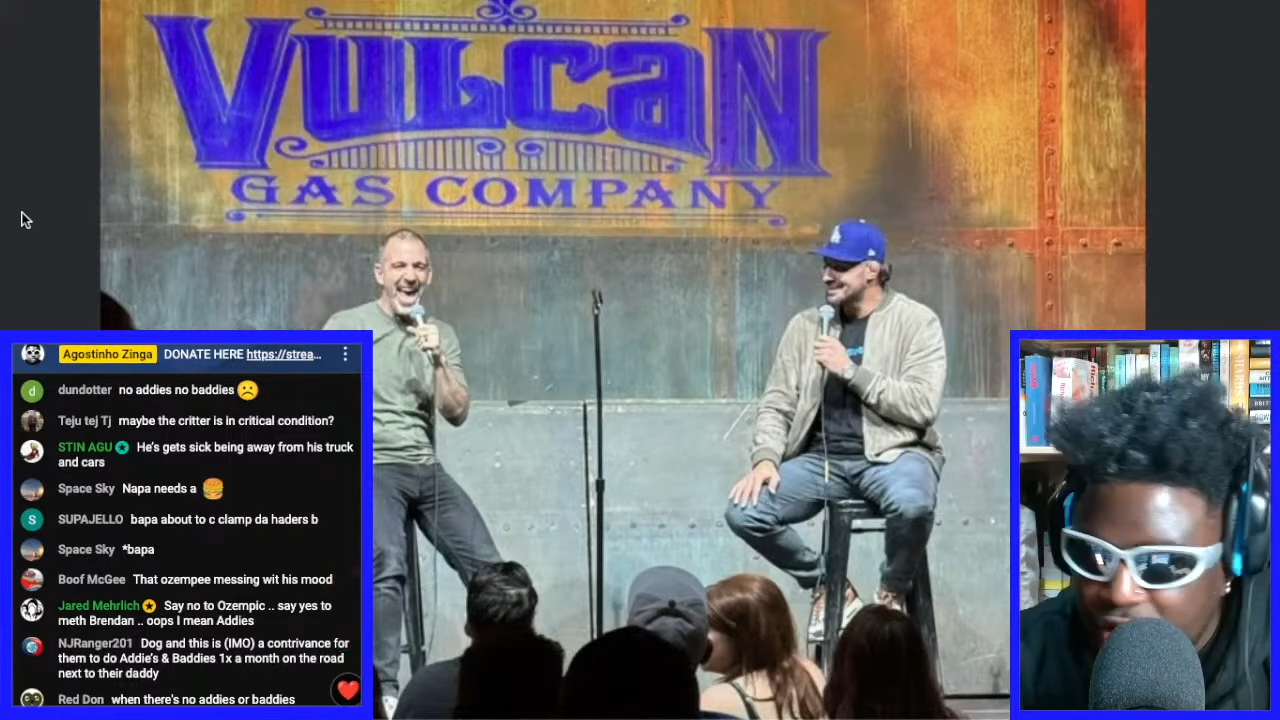 VULCAN
GAS COMPANY
LA
Agostinho Zinga DONATE HERE https://strea...
dundotter no addies no baddies
Teju tej Tj maybe the critter is in critical condition?
STIN AGU He's gets sick being away from his truck
and cars
Space Sky Napa needs a
SUPAJELLO bapa about to c clamp da haders b
Space Sky *bapa
Boof McGee That ozempee messing wit his mood
Jared Mehrlich Say no to Ozempic .. say yes to
meth Brendan .. oops I mean Addies
NJRanger201 Dog and this is (IMO) a contrivance for
them to do Addie's & Baddies 1x a month on the road
next to their daddy
Red Don when there's no addies or baddies